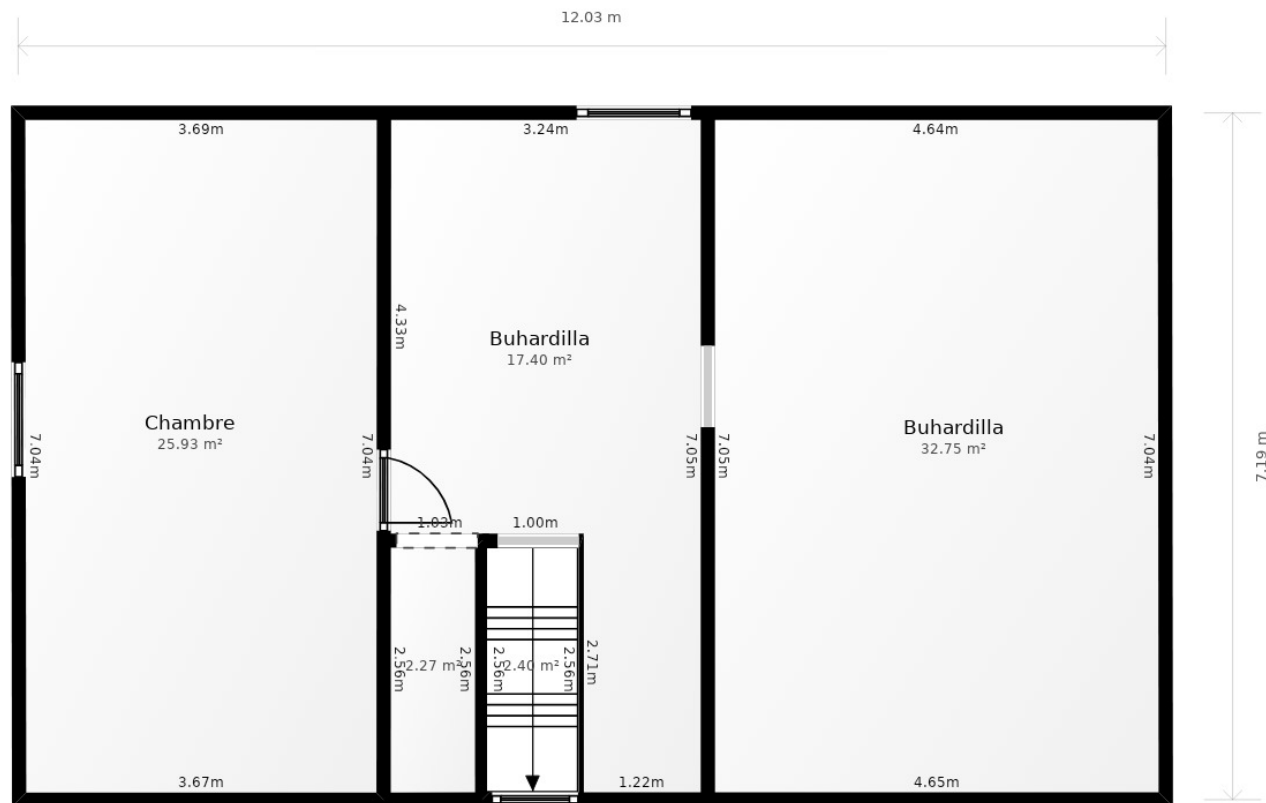 12.03 m
3.69m
3.24m
4.64m
4.33m
Buhardilla
17.40 m²
Chambre
25.93 m²
Buhardilla
32.75 m²
7.04m
7.04m
7.05m
7.05m
7.04m
7.19 m
1.03m
1.00m
2.56m
2.27 m²
2.56m
2.56m
2.40 m²
2.56m
2.71m
3.67m
1.22m
4.65m